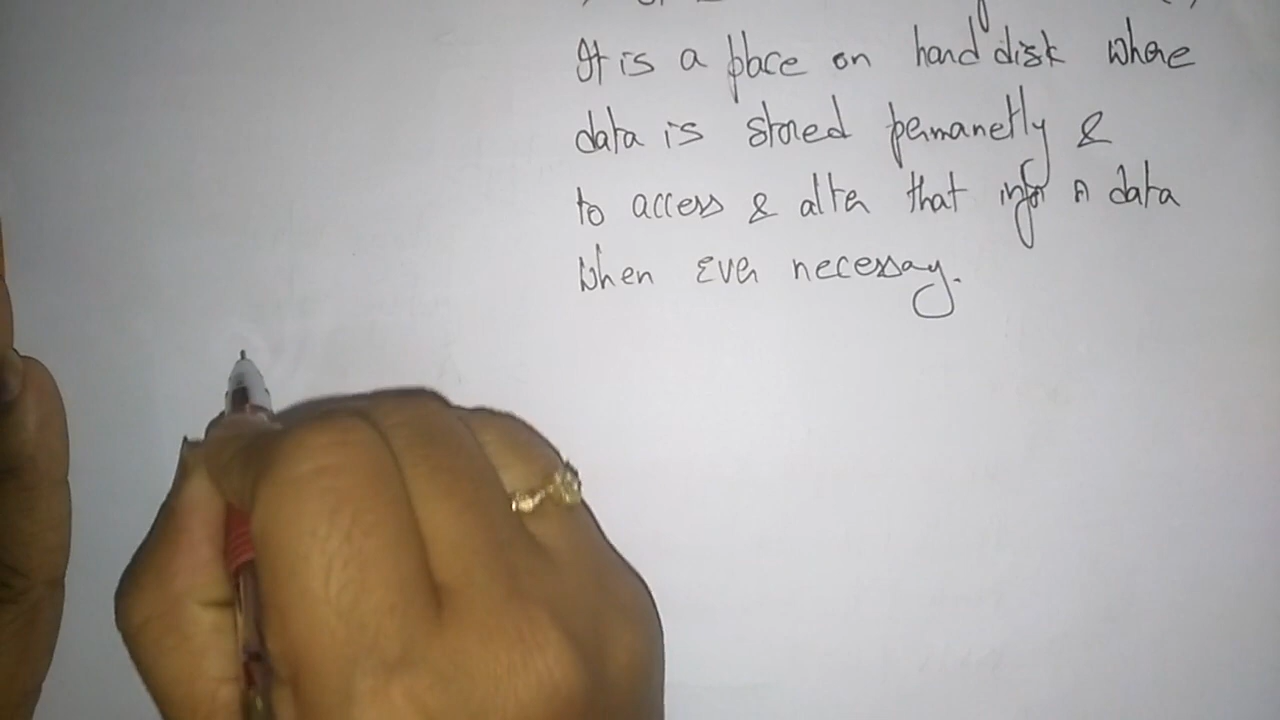 It is a place on hard disk where
data is stored permanetly &
to access & alter that infor n data
when ever necessay.